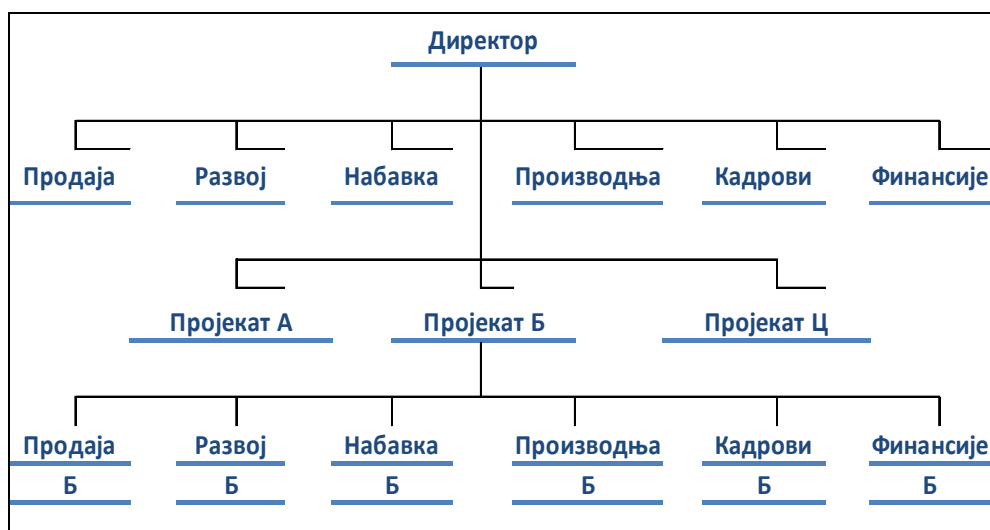 Директор
Продаја Развој Набавка Производња Кадрови Финансије
Пројекат А Пројекат Б Пројекат Ц
Продаја Развој Набавка Производња Кадрови Финансије
Б Б Б Б Б Б